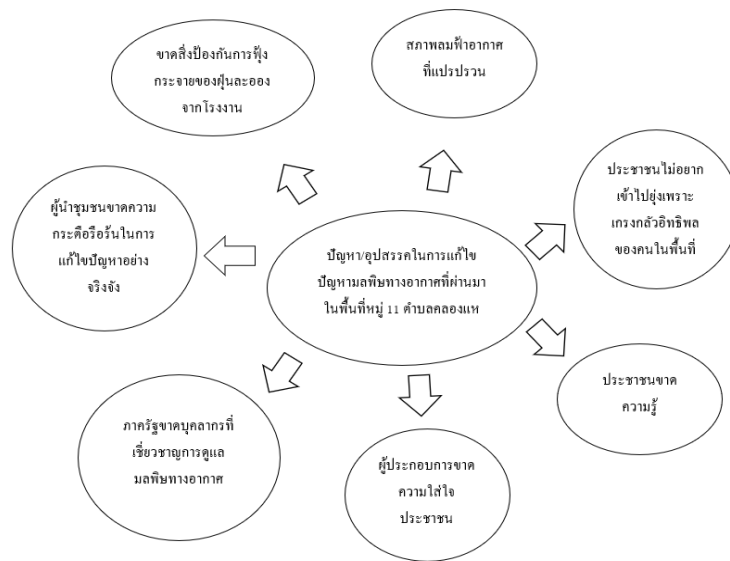 ขาดสิ่งป้องกันการฟุ้ง
กระจายของฝุ่นละออง
จากโรงงาน
สภาพลมฟ้าอากาศ
ที่แปรปรวน
ประชาชนไม่อยาก
เข้าไปยุ่งเพราะ
เกรงกลัวอิทธิพล
ของคนในพื้นที่
ผู้นำชุมชนขาดความ
กระตือรือร้นในการ
แก้ไขปัญหาอย่าง
จริงจัง
ปัญหา/อุปสรรคในการแก้ไข
ปัญหามลพิษทางอากาศที่ผ่านมา
ในพื้นที่หมู่ 11 ตำบลคลองแห
ประชาชนขาด
ความรู้
ภาครัฐขาดบุคลากรที่
เชี่ยวชาญการดูแล
มลพิษทางอากาศ
ผู้ประกอบการขาด
ความใส่ใจ
ประชาชน